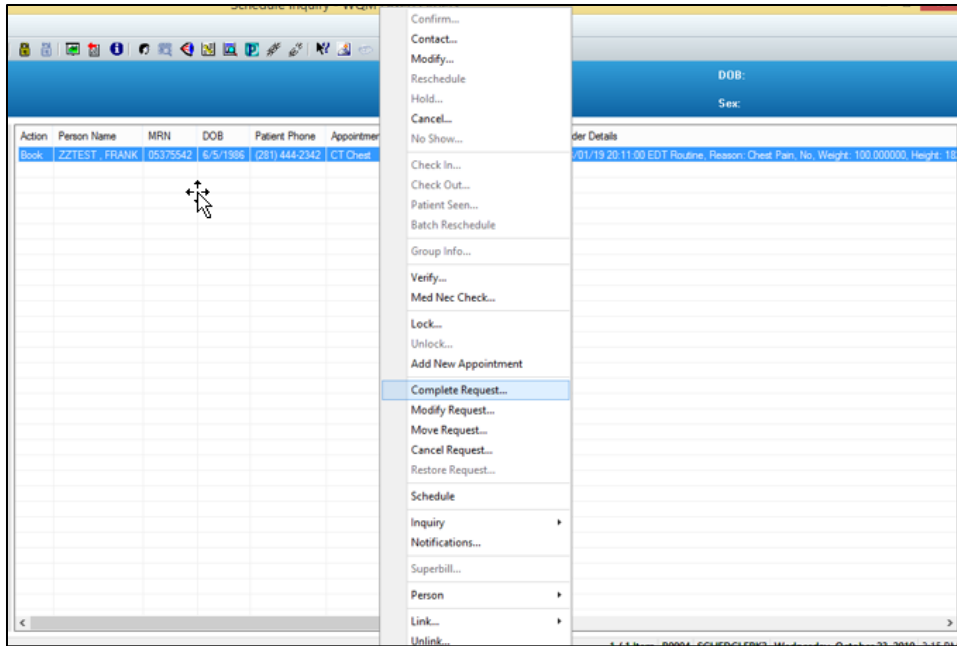 Schedule Inquiry - WQM
DOB:
Sex:
Action Person Name MRN DOB Patient Phone Appointmen der Details
Book ZZTEST , FRANK 05375542 6/5/1986 (281) 444-2342 CT Chest /01/19 20:11:00 EDT Routine, Reason: Chest Pain, No, Weight: 100.000000, Height: 18
Confirm...
Contact...
Modify...
Reschedule
Hold...
Cancel...
No Show...
Check In...
Check Out...
Patient Seen...
Batch Reschedule
Group Info...
Verify...
Med Nec Check...
Lock...
Unlock...
Add New Appointment
Complete Request...
Modify Request...
Move Request...
Cancel Request...
Restore Request...
Schedule
Inquiry
Notifications...
Superbill...
Person
Link...
Unlink...